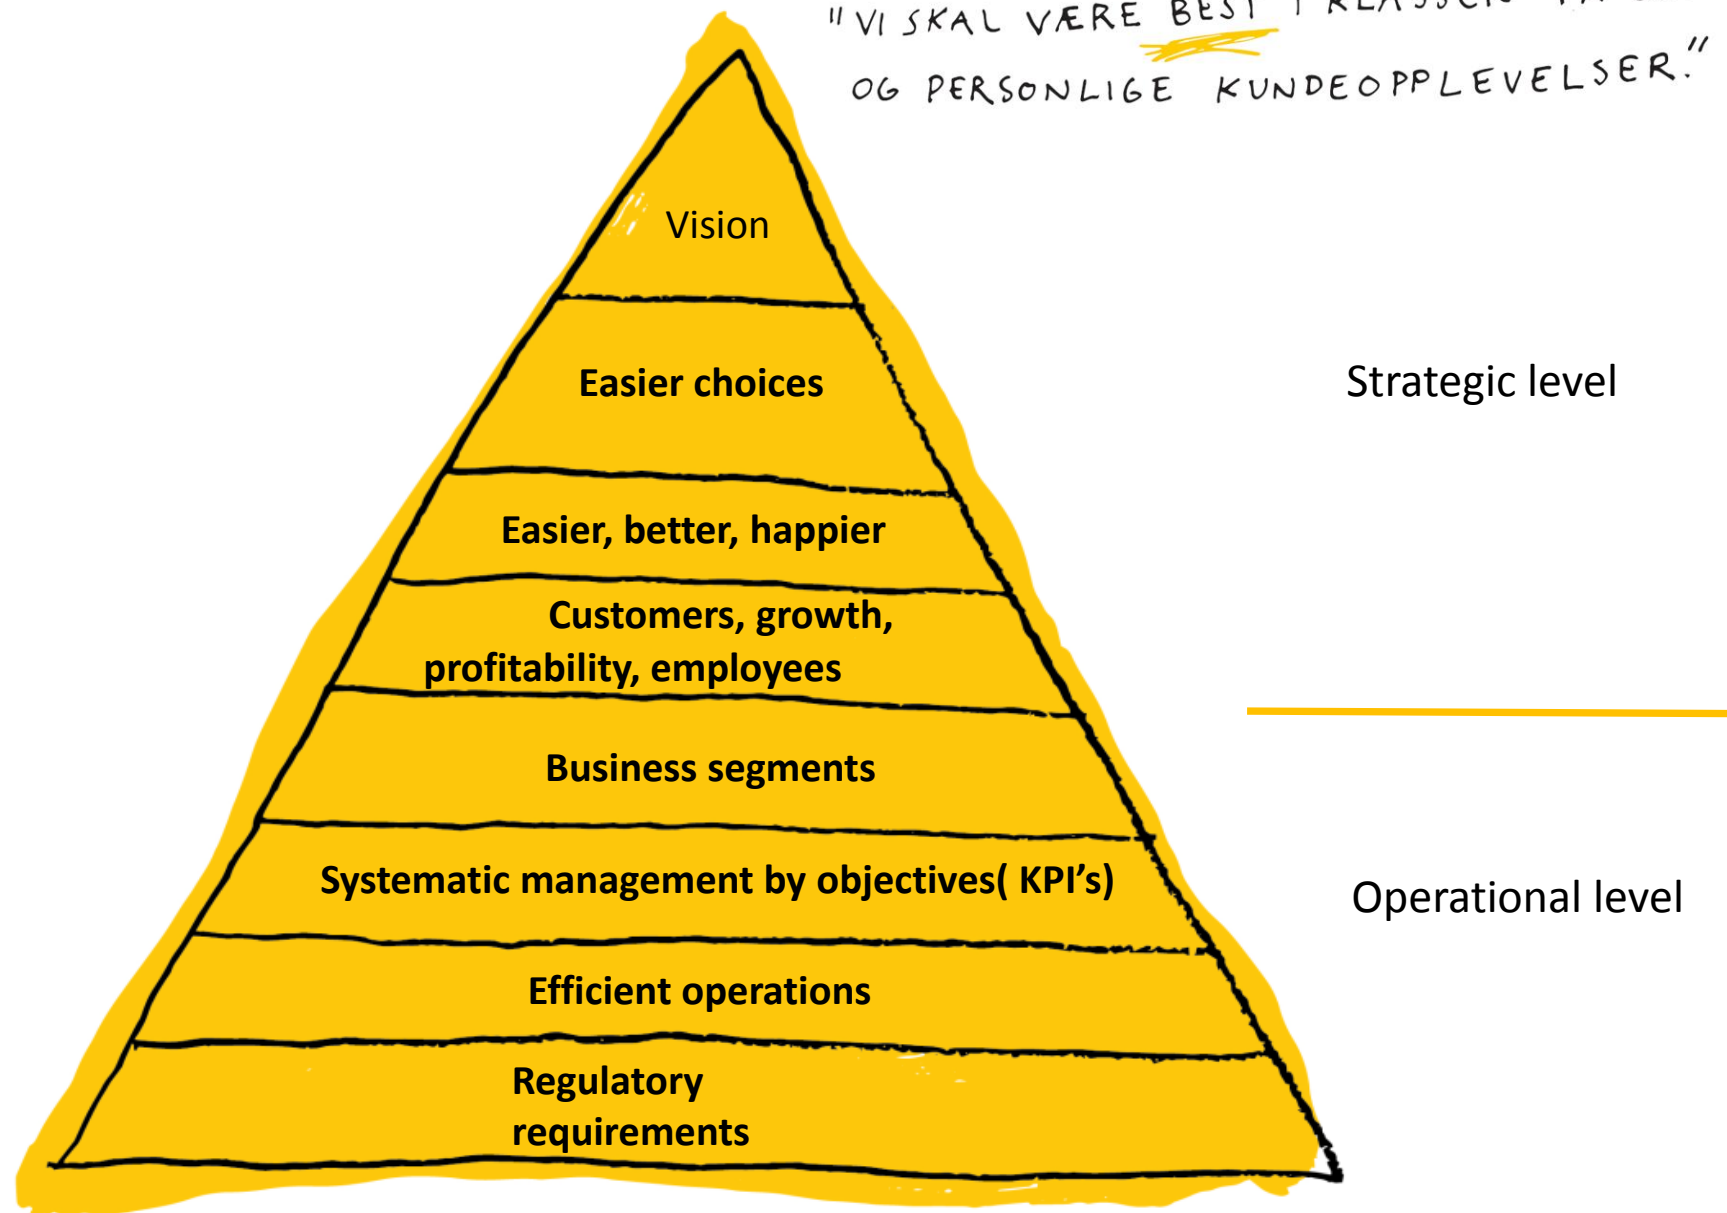 "VI SKAL VÆRE BEST I KLASSEN
OG PERSONLIGE KUNDEOPPLEVELSER."
Vision
Easier choices
Strategic level
Easier, better, happier
Customers, growth,
profitability, employees
Business segments
Systematic management by objectives( KPI's)
Operational level
Efficient operations
Regulatory
requirements